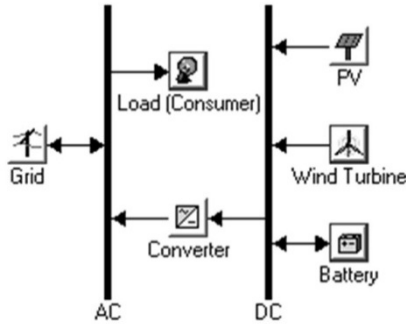 PV
Load (Consumer)
Grid
Wind Turbine
Converter
Battery
AC
DC